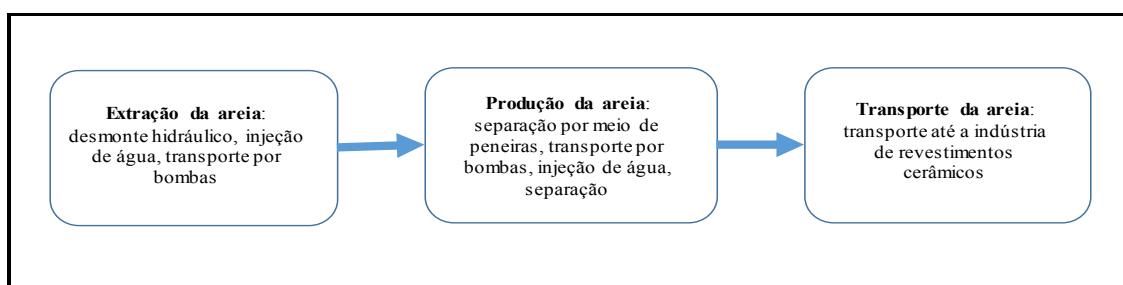 Extração da areia:
desmonte hidráulico, injeção
de água, transporte por
bombas
Produção da areia:
separação por meio de
peneiras, transporte por
bombas, injeção de água,
separação
Transporte da areia:
transporte até a indústria
de revestimentos
cerâmicos